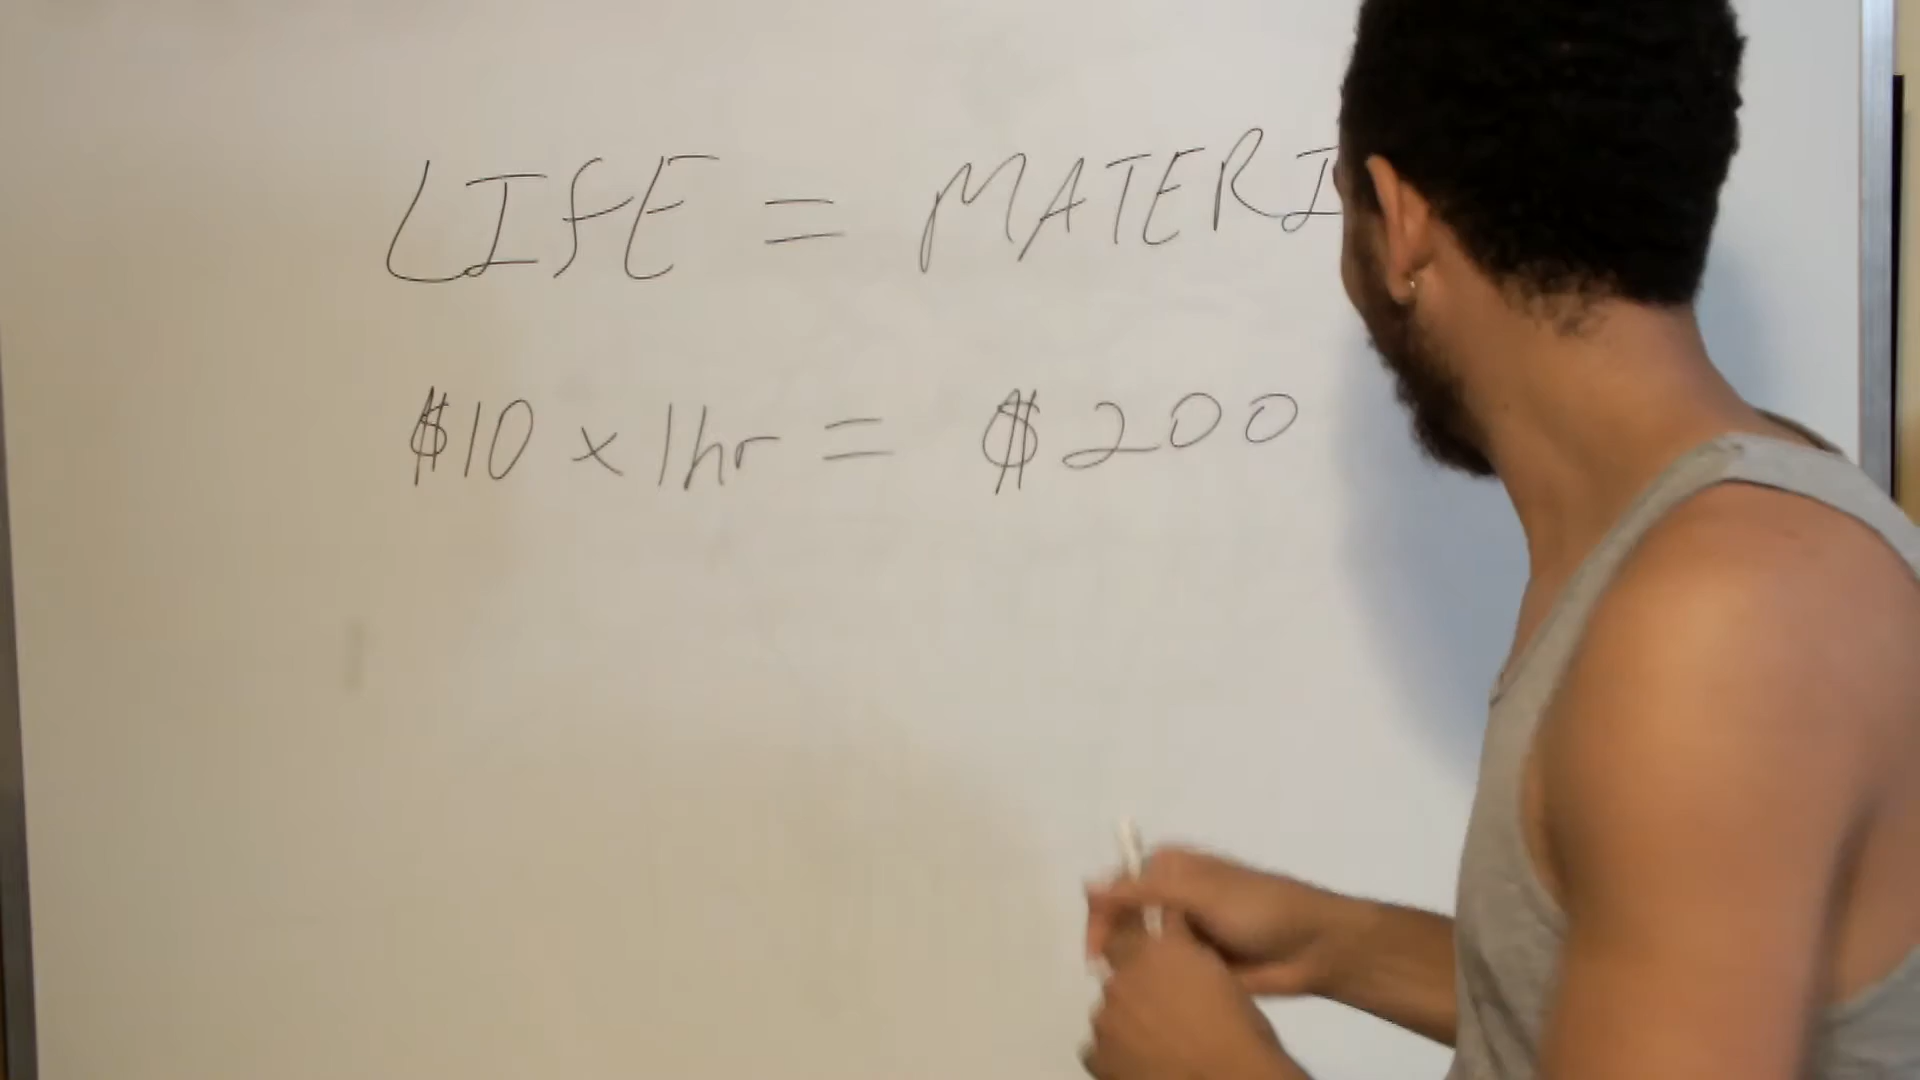 LIFE = MATERI
$10 x 1hr = $200